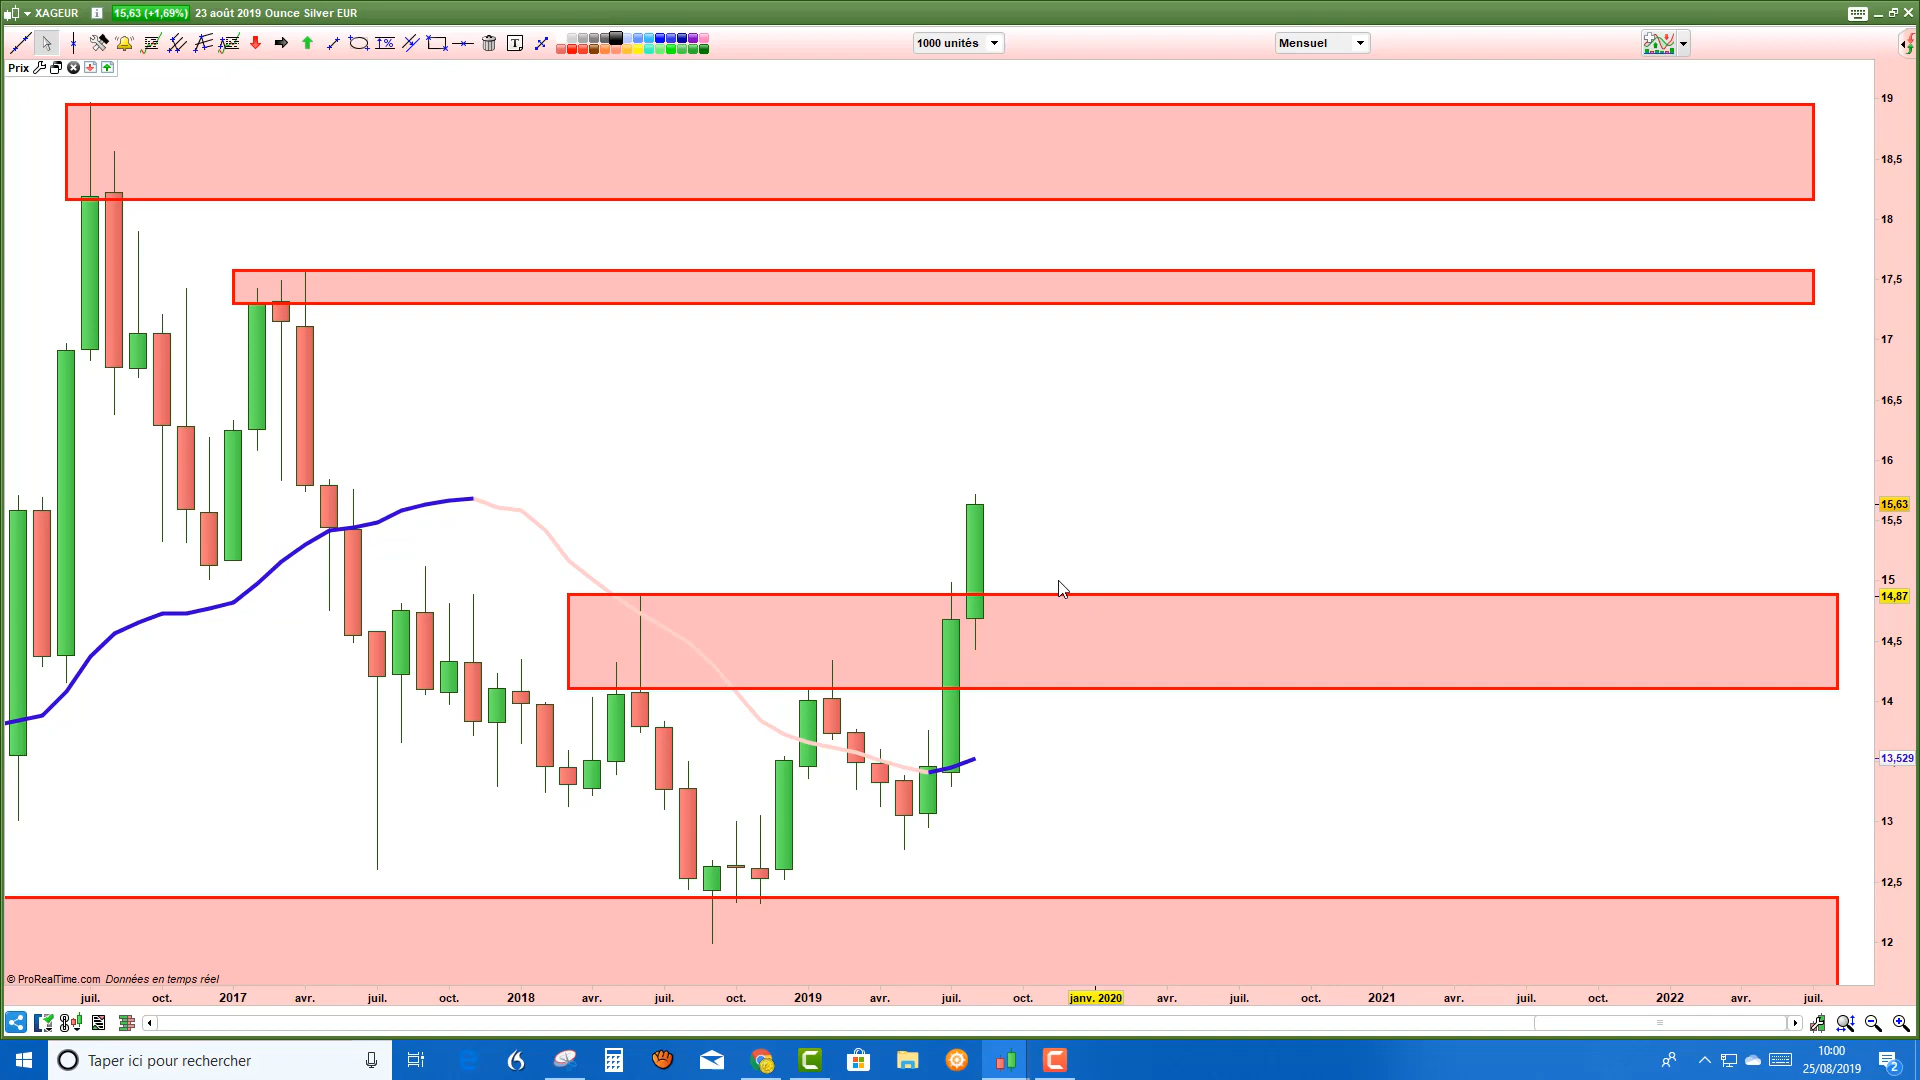 XAGEUR 15,63 (+1,69%) 23 août 2019 Ounce Silver EUR
1000 unités
Mensuel
Prix
19
18,5
18
17,5
17
16,5
16
15,63
15,5
15
14,87
14,5
14
13,529
13
12,5
12
© ProRealTime.com Données en temps réel
juil. oct. 2017 avr. juil. oct. 2018 avr. juil. oct. 2019 avr. juil. oct. janv. 2020 avr. juil. oct. 2021 avr. juil. oct. 2022 avr. juil.
Taper ici pour rechercher
10:00
25/08/2019
2